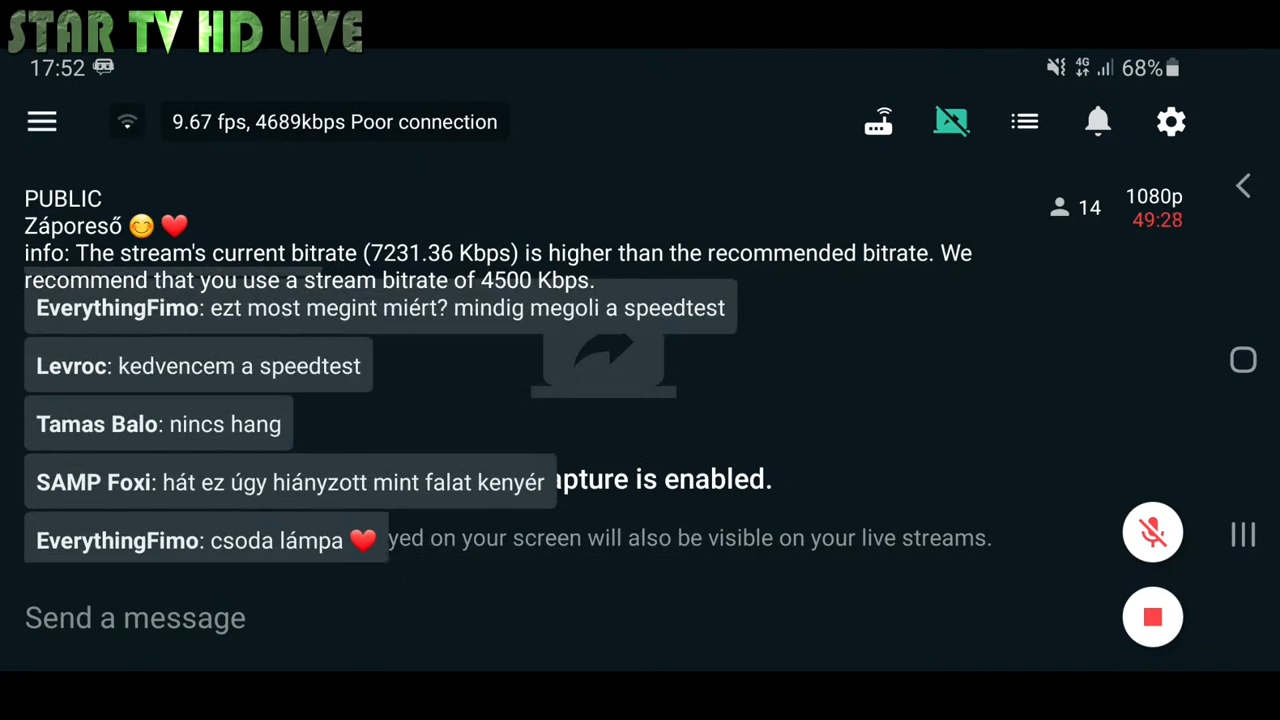 STAR TV HD LIVE
17:52
4G 68%
9.67 fps, 4689kbps Poor connection
PUBLIC
Záporeső 😊 ❤️
14
1080p
49:28
info: The stream's current bitrate (7231.36 Kbps) is higher than the recommended bitrate. We
recommend that you use a stream bitrate of 4500 Kbps.
EverythingFimo: ezt most megint miért? mindig megoli a speedtest
Levroc: kedvencem a speedtest
Tamas Balo: nincs hang
SAMP Foxi: hát ez úgy hiányzott mint falat kenyér
apture is enabled.
EverythingFimo: csoda lámpa ❤️
yed on your screen will also be visible on your live streams.
Send a message